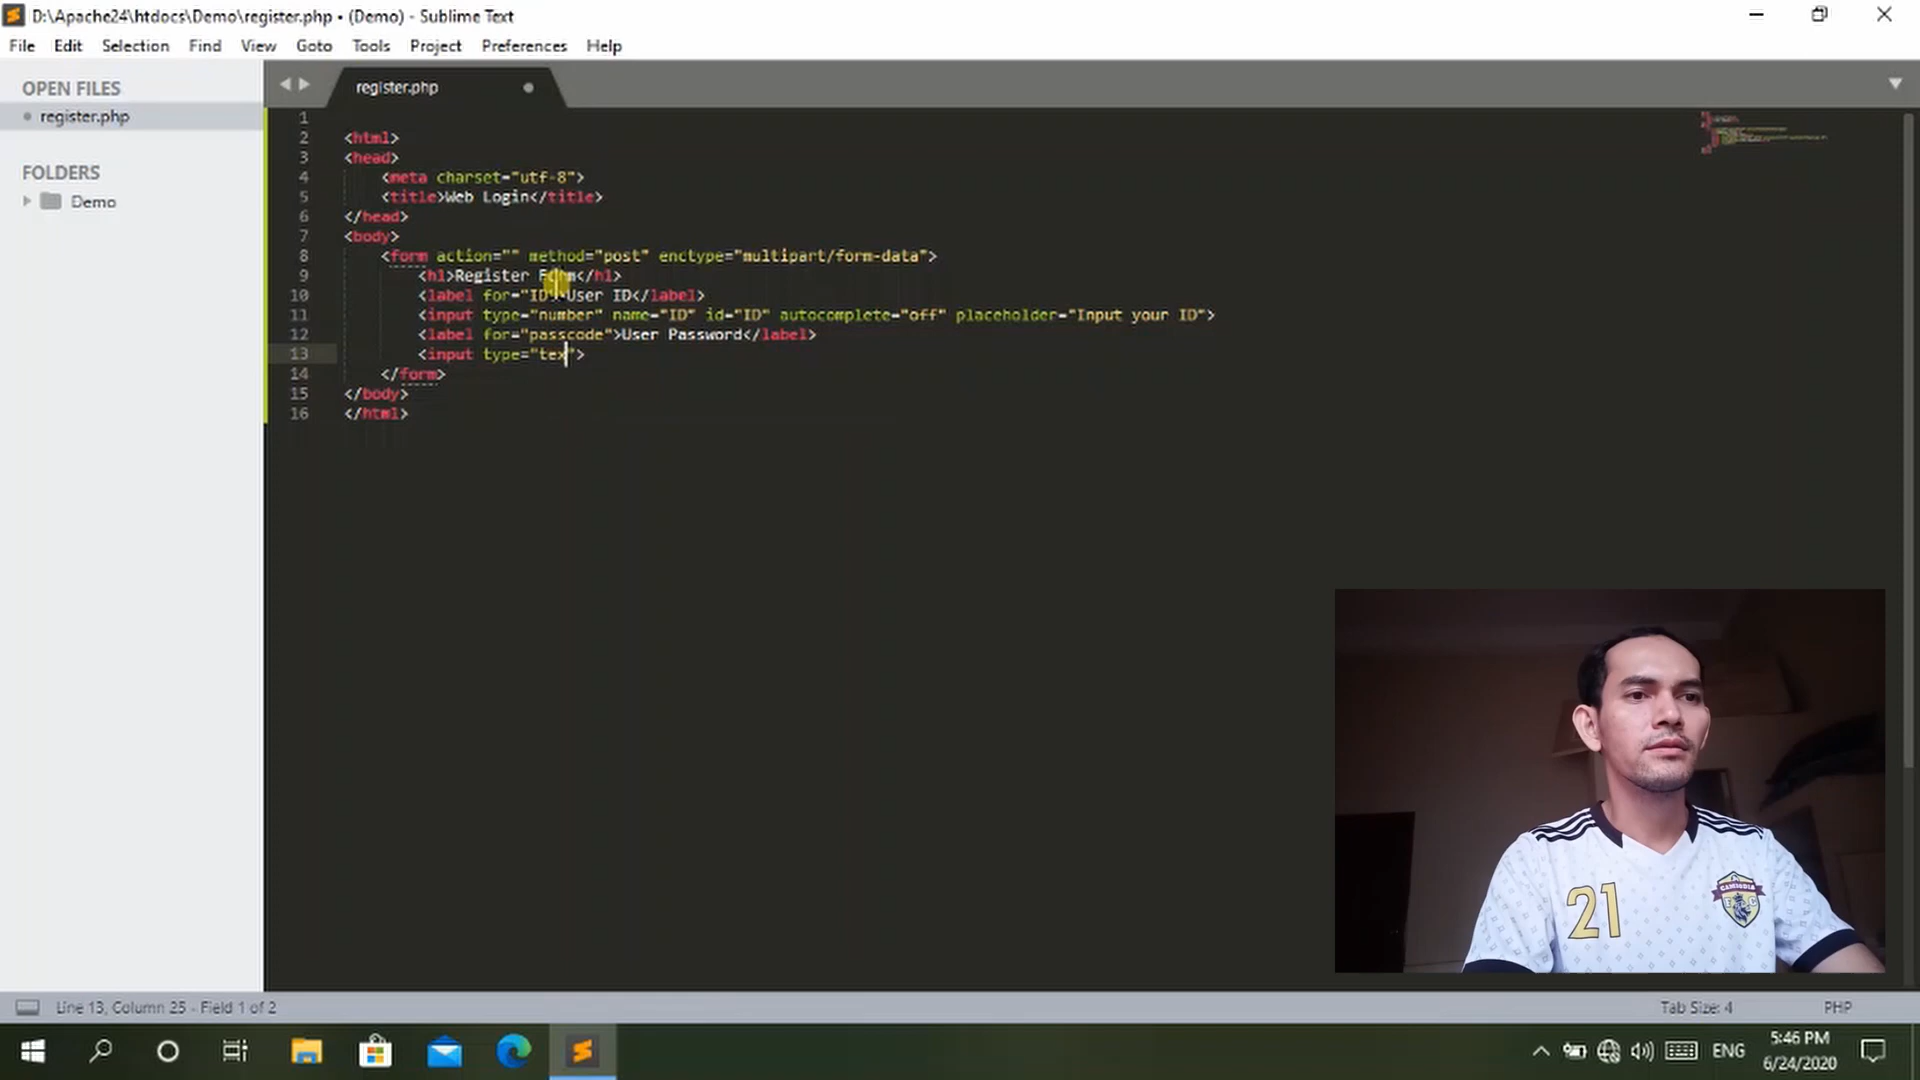 D:\Apache24\htdocs\Demo\register.php • (Demo) - Sublime Text
File Edit Selection Find View Goto Tools Project Preferences Help
OPEN FILES
register.php
FOLDERS
Demo
register.php
1
2 <html>
3 <head>
4 <meta charset="utf-8">
5 <title>Web Login</title>
6 </head>
7 <body>
8 <form action="" method="post" enctype="multipart/form-data">
9 <h1>Register Form</h1>
10 <label for="ID">User ID</label>
11 <input type="number" name="ID" id="ID" autocomplete="off" placeholder="Input your ID">
12 <label for="passcode">User Password</label>
13 <input type="tex">
14 </form>
15 </body>
16 </html>
21
CAMBODIA
Line 13, Column 25 - Field 1 of 2
Tab Size: 4
PHP
ENG
5:46 PM
6/24/2020